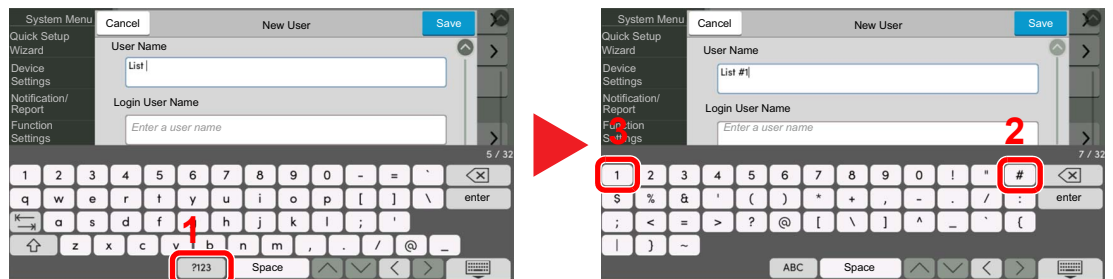 System Menu
Cancel
New User
Save
Quick Setup
Wizard
User Name
List
Device
Settings
Notification/
Report
Login User Name
Function
Settings
Enter a user name
5 / 32
1 2 3 4 5 6 7 8 9 0 - = `
q w e r t y u i o p [ ] \ enter
a s d f g h j k l ; '
1
z x c v b n m , . / @ _
?123 Space
System Menu
Cancel
New User
Save
Quick Setup
Wizard
User Name
List #1
Device
Settings
Notification/
Report
Login User Name
Function
Settings
Enter a user name
3
2
7 / 32
1 2 3 4 5 6 7 8 9 0 ! " #
$ % & ' ( ) * + , - . / : enter
; < = > ? @ [ \ ] ^ _ ` {
| } ~
ABC Space